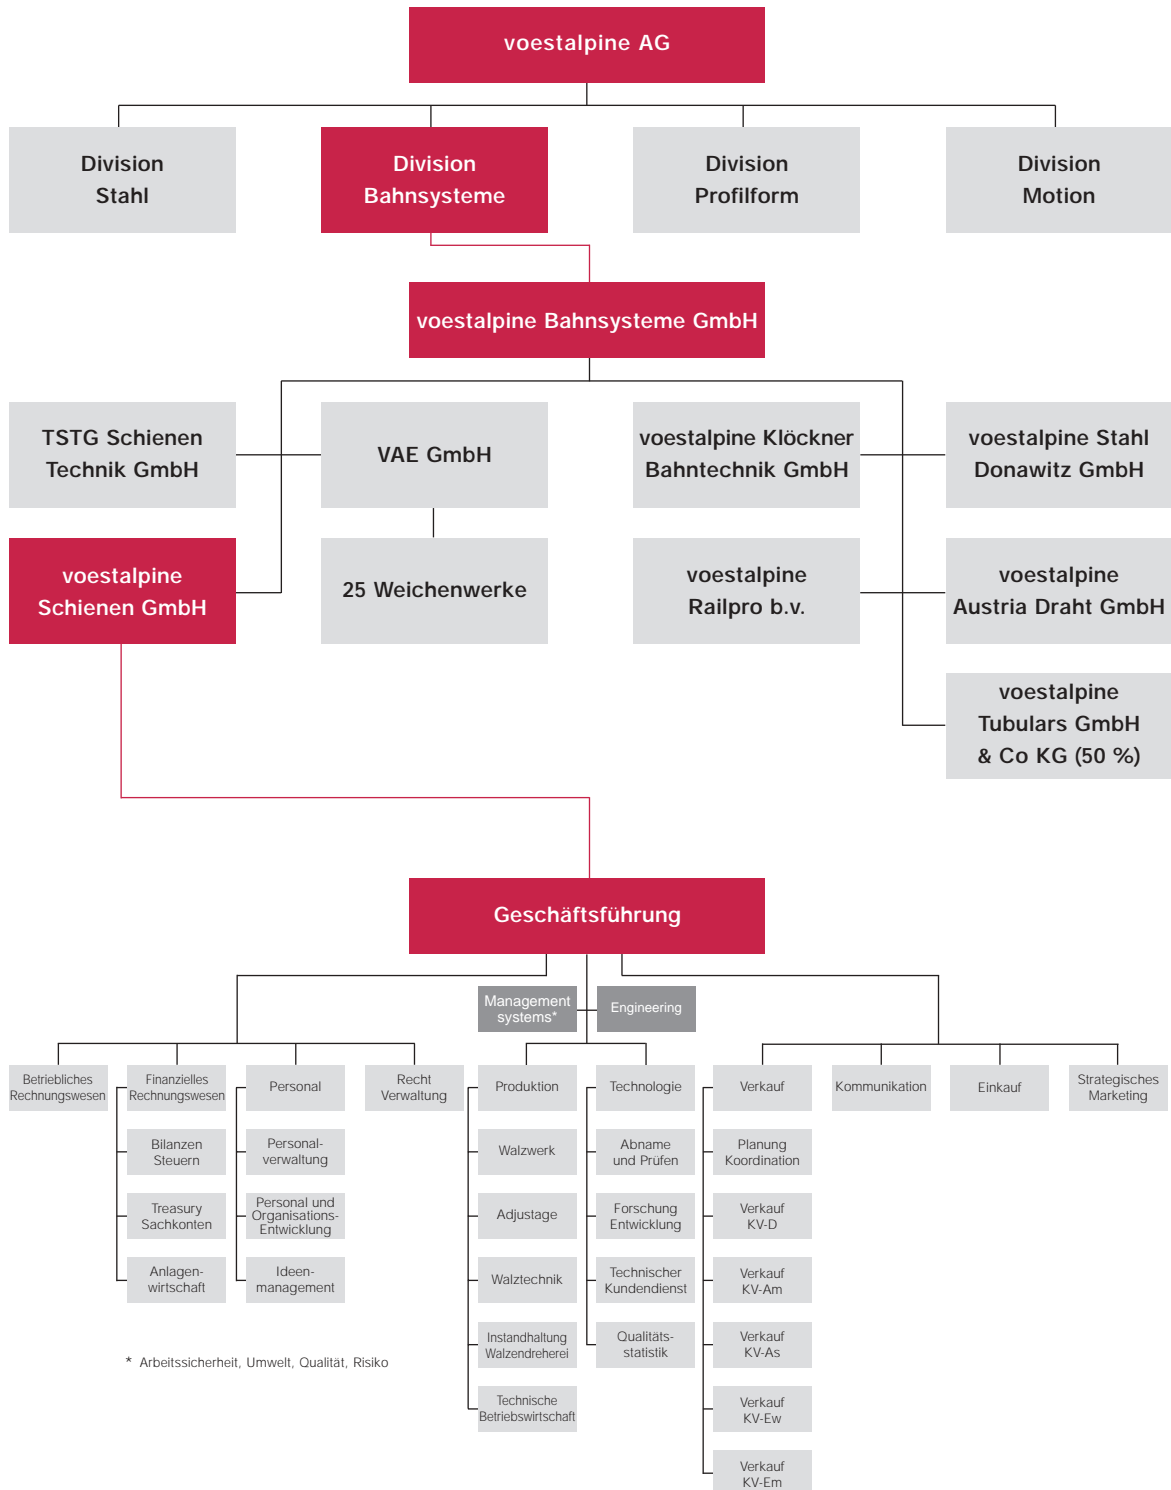 voestalpine AG
Division
Stahl
Division
Bahnsysteme
Division
Profilform
Division
Motion
voestalpine Bahnsysteme GmbH
TSTG Schienen
Technik GmbH
VAE GmbH
voestalpine Klöckner
Bahntechnik GmbH
voestalpine Stahl
Donawitz GmbH
voestalpine
Schienen GmbH
25 Weichenwerke
voestalpine
Railpro b.v.
voestalpine
Austria Draht GmbH
voestalpine
Tubulars GmbH
& Co KG (50 %)
Geschäftsführung
Management
systems*
Engineering
Betriebliches
Rechnungswesen
Finanzielles
Rechnungswesen
Personal
Recht
Verwaltung
Produktion
Technologie
Verkauf
Kommunikation
Einkauf
Strategisches
Marketing
Bilanzen
Steuern
Personal-
verwaltung
Walzwerk
Abname
und Prüfen
Planung
Koordination
Treasury
Sachkonten
Personal und
Organisations-
Entwicklung
Adjustage
Forschung
Entwicklung
Verkauf
KV-D
Anlagen-
wirtschaft
Ideen-
management
Walztechnik
Technischer
Kundendienst
Verkauf
KV-Am
Instandhaltung
Walzendreherei
Qualitäts-
statistik
Verkauf
KV-As
* Arbeitssicherheit, Umwelt, Qualität, Risiko
Technische
Betriebswirtschaft
Verkauf
KV-Ew
Verkauf
KV-Em